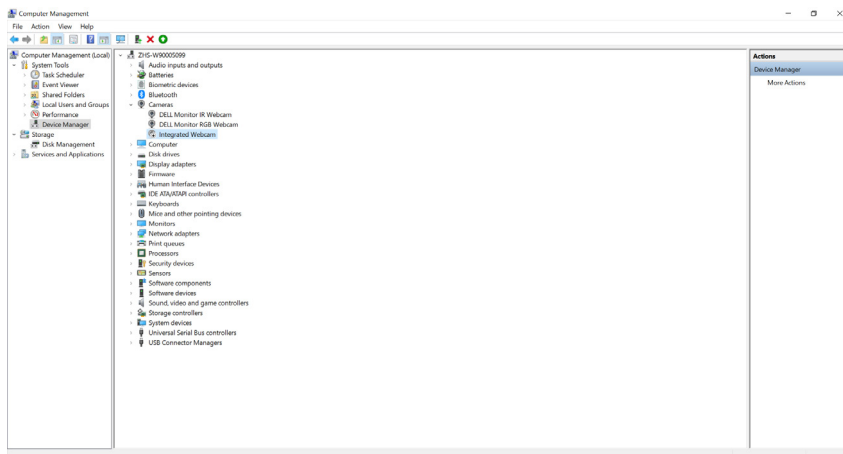 Computer Management
File Action View Help
Computer Management (Local)
System Tools
Task Scheduler
Event Viewer
Shared Folders
Local Users and Groups
Performance
Device Manager
Storage
Disk Management
Services and Applications
ZHS-W90005099
Audio inputs and outputs
Batteries
Biometric devices
Bluetooth
Cameras
DELL Monitor IR Webcam
DELL Monitor RGB Webcam
Integrated Webcam
Computer
Disk drives
Display adapters
Firmware
Human Interface Devices
IDE ATA/ATAPI controllers
Keyboards
Mice and other pointing devices
Monitors
Network adapters
Print queues
Processors
Security devices
Sensors
Software components
Software devices
Sound, video and game controllers
Storage controllers
System devices
Universal Serial Bus controllers
USB Connector Managers
Actions
Device Manager
More Actions